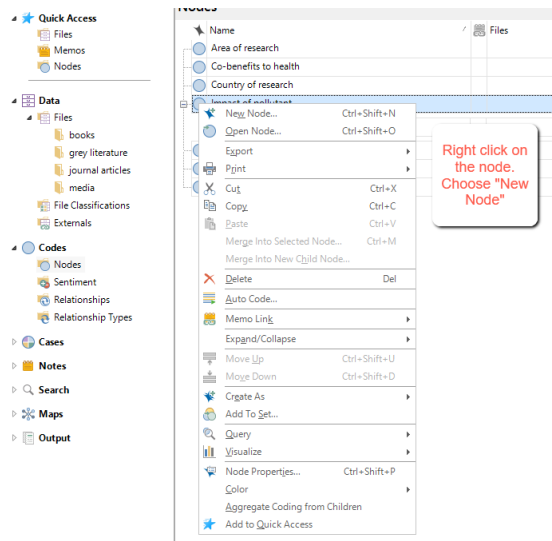 Quick Access
Files
Memos
Nodes
Data
Files
books
grey literature
journal articles
media
File Classifications
Externals
Codes
Nodes
Sentiment
Relationships
Relationship Types
Cases
Notes
Search
Maps
Output
Nodes
Name
Files
Area of research
Co-benefits to health
Country of research
Impact of pollutant
New Node... Ctrl+Shift+N
Open Node... Ctrl+Shift+O
Export
Print
Cut Ctrl+X
Copy Ctrl+C
Paste Ctrl+V
Merge Into Selected Node... Ctrl+M
Merge Into New Child Node...
Delete Del
Auto Code...
Memo Link
Expand/Collapse
Move Up Ctrl+Shift+U
Move Down Ctrl+Shift+D
Create As
Add To Set...
Query
Visualize
Node Properties... Ctrl+Shift+P
Color
Aggregate Coding from Children
Add to Quick Access
Right click on
the node.
Choose "New
Node"